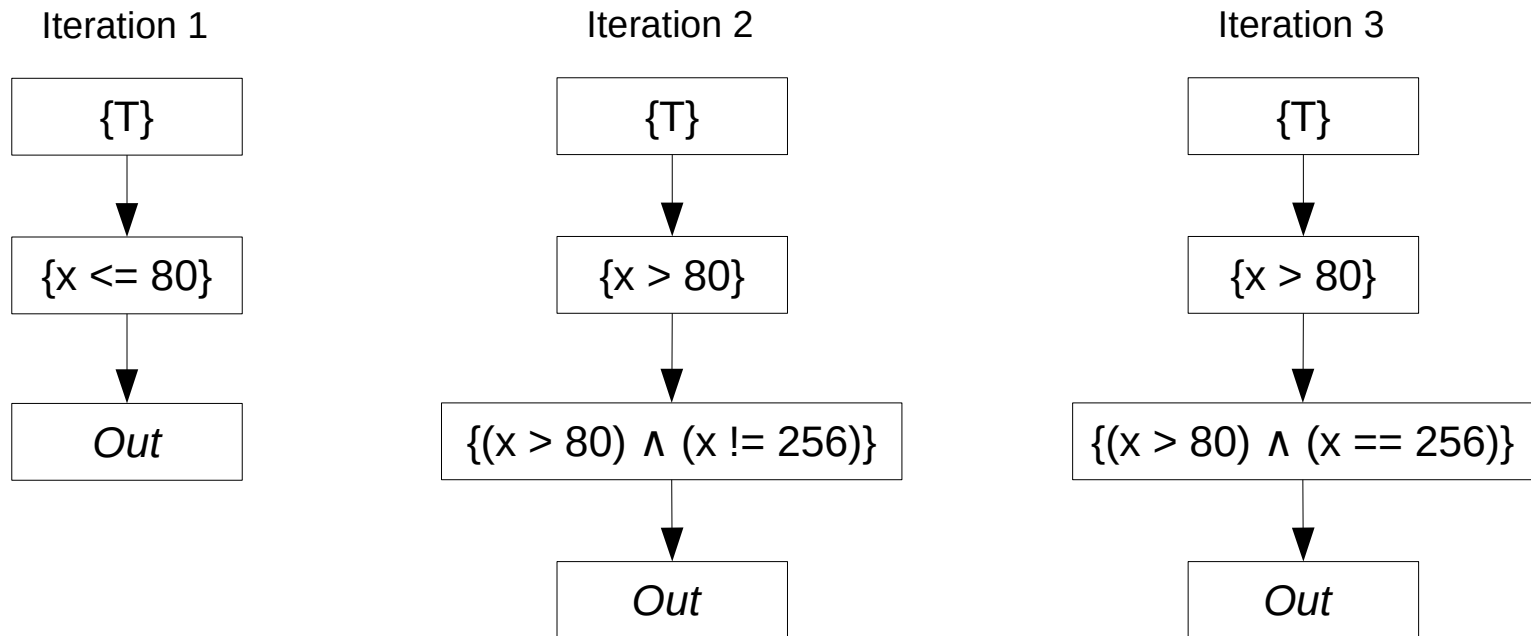 Iteration 1
{T}
{x <= 80}
Out
Iteration 2
{T}
{x > 80}
{(x > 80) ∧ (x != 256)}
Out
Iteration 3
{T}
{x > 80}
{(x > 80) ∧ (x == 256)}
Out